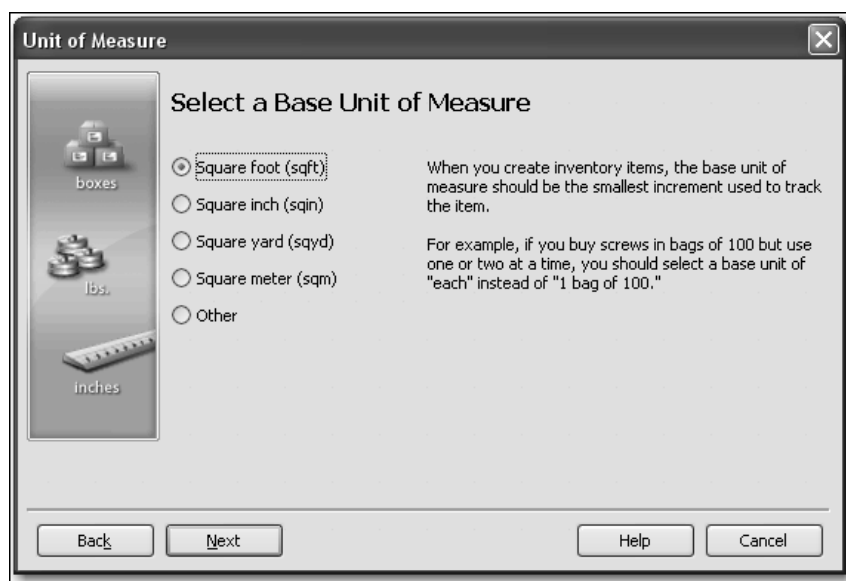 Unit of Measure
Select a Base Unit of Measure
boxes
lbs.
inches
Square foot (sqft)
Square inch (sqin)
Square yard (sqyd)
Square meter (sqm)
Other
When you create inventory items, the base unit of
measure should be the smallest increment used to track
the item.
For example, if you buy screws in bags of 100 but use
one or two at a time, you should select a base unit of
"each" instead of "1 bag of 100."
Back
Next
Help
Cancel